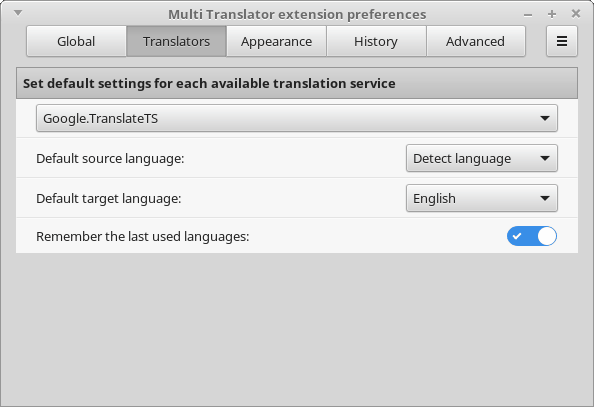 Multi Translator extension preferences
Global Translators Appearance History Advanced
Set default settings for each available translation service
Google.TranslateTS
Default source language: Detect language
Default target language: English
Remember the last used languages: